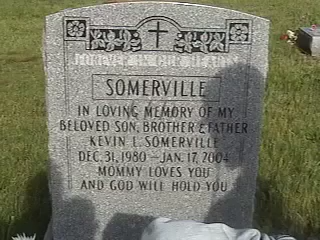 FOREVER IN OUR HEARTS
SOMERVILLE
IN LOVING MEMORY OF MY
BELOVED SON, BROTHER & FATHER
KEVIN L. SOMERVILLE
DEC. 31, 1980 — JAN. 17, 2004
MOMMY LOVES YOU
AND GOD WILL HOLD YOU